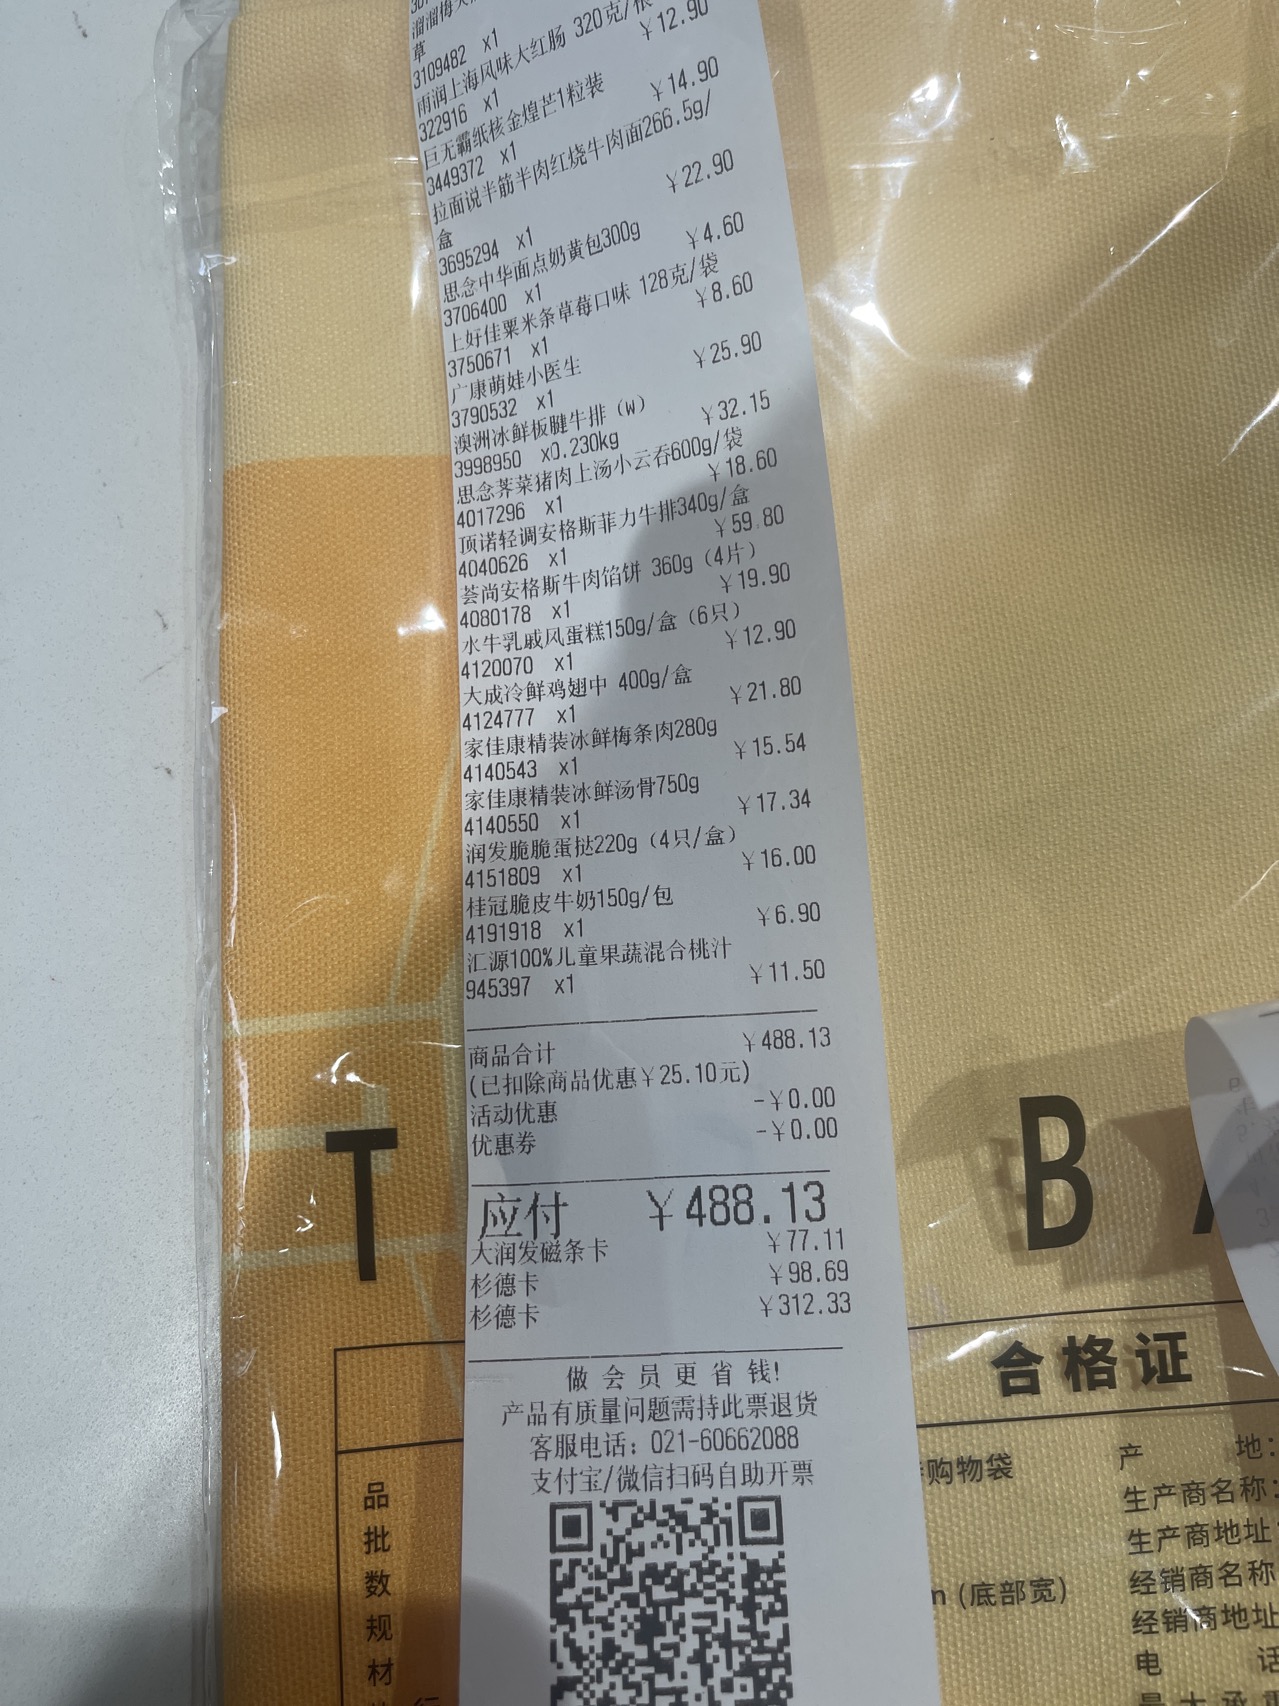 溜溜梅
草
3109482 x1 ￥12.90
雨润上海风味大红肠 320克/根
322916 x1 ￥14.90
巨无霸纸核金煌芒1粒装
3449372 x1
拉面说半筋半肉红烧牛肉面266.5g/
盒 ￥22.90
3695294 x1
思念中华面点奶黄包300g ￥4.60
3706400 x1
上好佳粟米条草莓口味 128克/袋
3750671 x1 ￥8.60
广康萌娃小医生
3790532 x1 ￥25.90
澳洲冰鲜板腱牛排（W）
3998950 x0.230kg ￥32.15
思念荠菜猪肉上汤小云吞600g/袋
4017296 x1 ￥18.60
顶诺轻调安格斯菲力牛排340g/盒
4040626 x1 ￥59.80
荟尚安格斯牛肉馅饼 360g（4片）
4080178 x1 ￥19.90
水牛乳戚风蛋糕150g/盒（6只）
4120070 x1 ￥12.90
大成冷鲜鸡翅中 400g/盒
4124777 x1 ￥21.80
家佳康精装冰鲜梅条肉280g
4140543 x1 ￥15.54
家佳康精装冰鲜汤骨750g
4140550 x1 ￥17.34
润发脆脆蛋挞220g（4只/盒）
4151809 x1 ￥16.00
桂冠脆皮牛奶150g/包
4191918 x1 ￥6.90
汇源100%儿童果蔬混合桃汁
945397 x1 ￥11.50
商品合计 ￥488.13
(已扣除商品优惠￥25.10元)
活动优惠 -￥0.00
优惠券 -￥0.00
应付 ￥488.13
大润发磁条卡 ￥77.11
杉德卡 ￥98.69
杉德卡 ￥312.33
做会员更省钱!
产品有质量问题需持此票退货
客服电话：021-60662088
支付宝/微信扫码自助开票
T
B
合格证
购物袋
(底部宽)
品
批
数
规
材
产 地：
生产商名称：
生产商地址
经销商名称
经销商地址
电 话